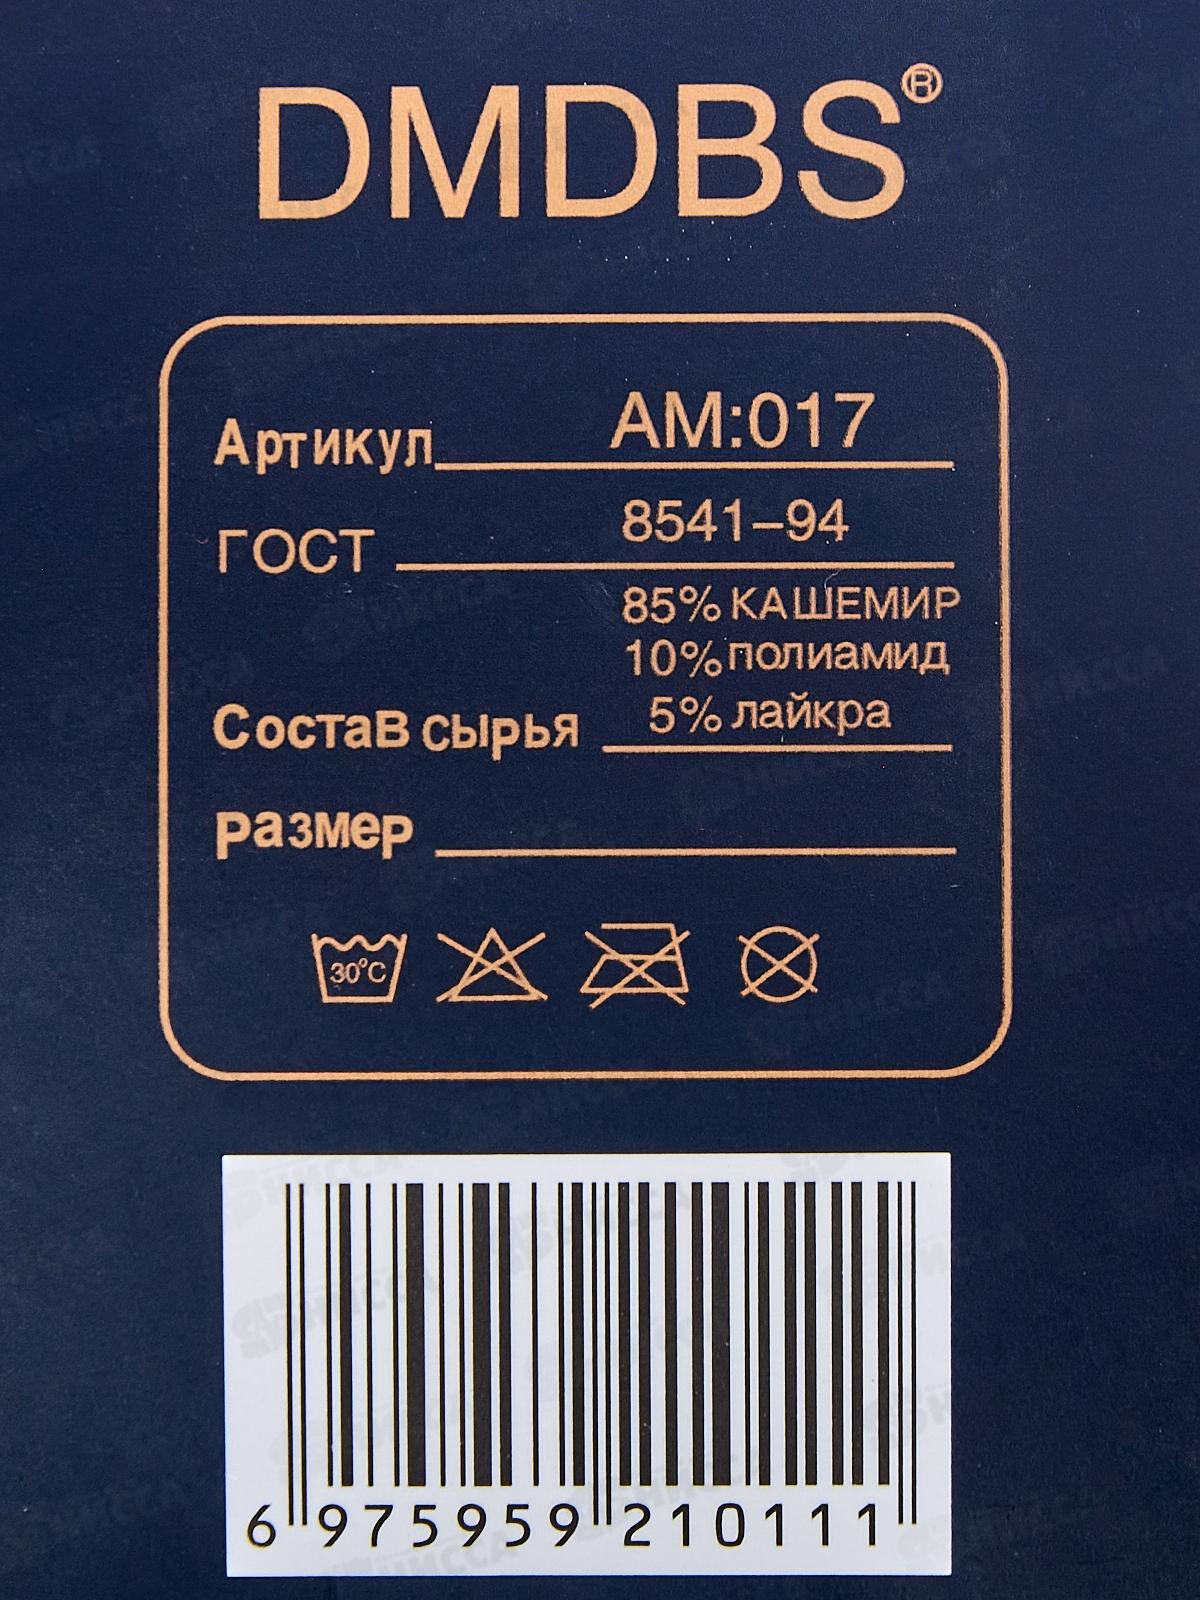 DMDBS®
Артикул AM:017
ГОСТ 8541-94
85% КАШЕМИР
10% полиамид
Состав сырья 5% лайкра
размер
30°C
6 975959 210111